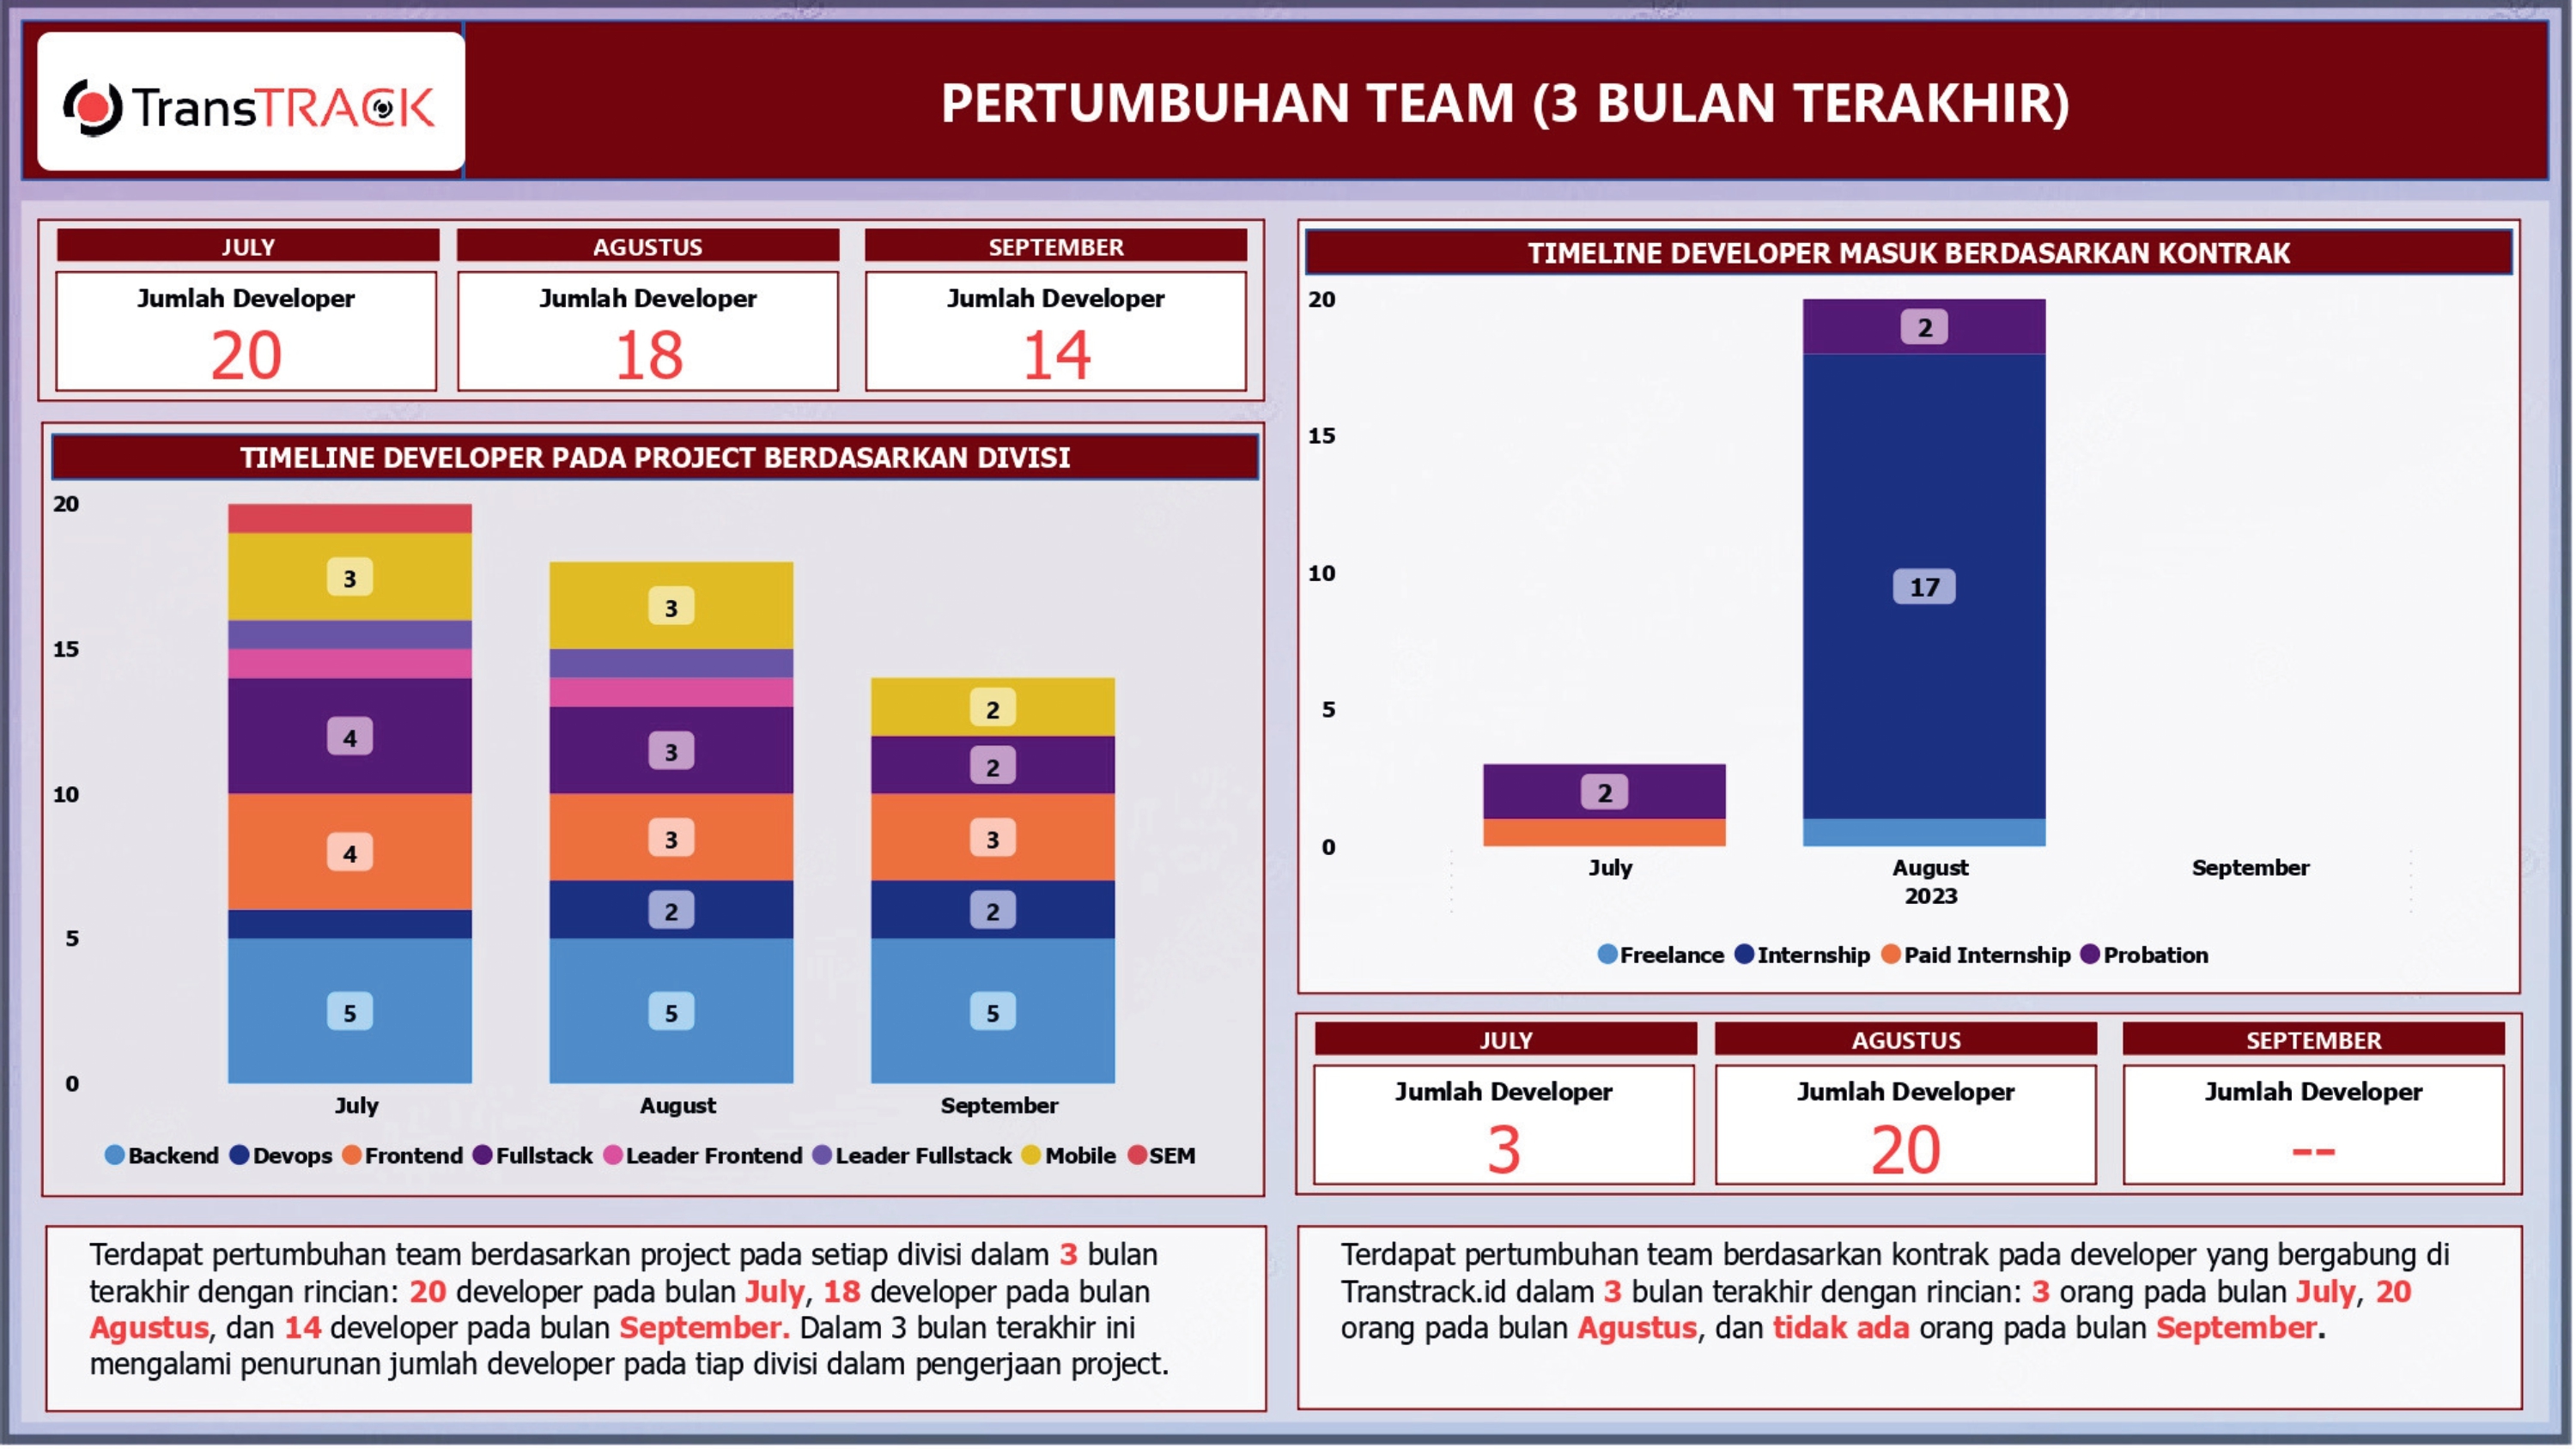 TransTRACK
PERTUMBUHAN TEAM (3 BULAN TERAKHIR)
JULY
AGUSTUS
SEPTEMBER
Jumlah Developer
Jumlah Developer
Jumlah Developer
20
18
14
TIMELINE DEVELOPER PADA PROJECT BERDASARKAN DIVISI
20
15
10
5
0
3
4
4
5
3
3
3
2
5
2
2
3
2
5
July
August
September
Backend
Devops
Frontend
Fullstack
Leader Frontend
Leader Fullstack
Mobile
SEM
Terdapat pertumbuhan team berdasarkan project pada setiap divisi dalam 3 bulan
terakhir dengan rincian: 20 developer pada bulan July, 18 developer pada bulan
Agustus, dan 14 developer pada bulan September. Dalam 3 bulan terakhir ini
mengalami penurunan jumlah developer pada tiap divisi dalam pengerjaan project.
TIMELINE DEVELOPER MASUK BERDASARKAN KONTRAK
20
15
10
5
0
2
2
17
July
August
September
2023
Freelance
Internship
Paid Internship
Probation
JULY
AGUSTUS
SEPTEMBER
Jumlah Developer
Jumlah Developer
Jumlah Developer
3
20
--
Terdapat pertumbuhan team berdasarkan kontrak pada developer yang bergabung di
Transtrack.id dalam 3 bulan terakhir dengan rincian: 3 orang pada bulan July, 20
orang pada bulan Agustus, dan tidak ada orang pada bulan September.